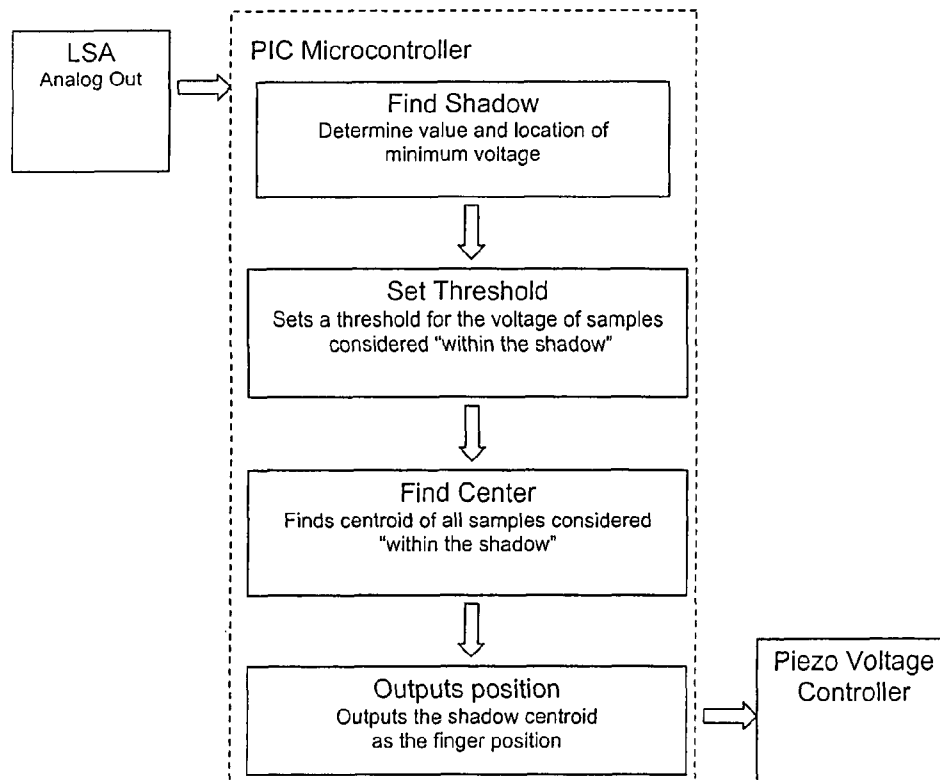 LSA
Analog Out
PIC Microcontroller
Find Shadow
Determine value and location of
minimum voltage
Set Threshold
Sets a threshold for the voltage of samples
considered "within the shadow"
Find Center
Finds centroid of all samples considered
"within the shadow"
Outputs position
Outputs the shadow centroid
as the finger position
Piezo Voltage
Controller